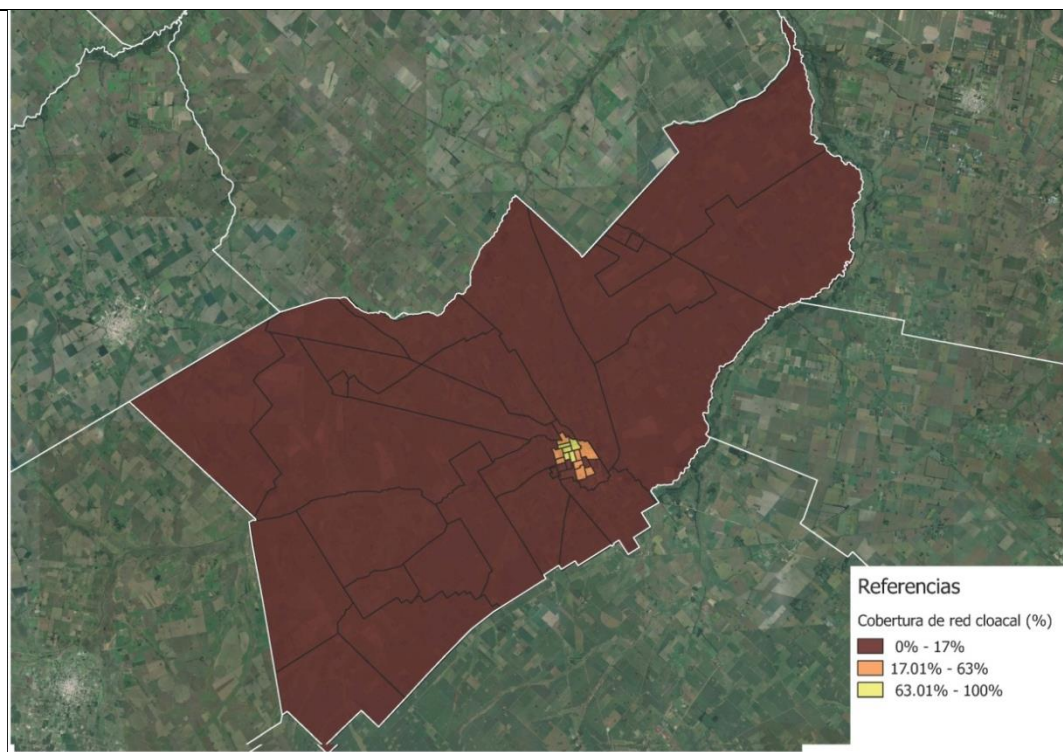 Referencias
Cobertura de red cloacal (%)
0% - 17%
17.01% - 63%
63.01% - 100%